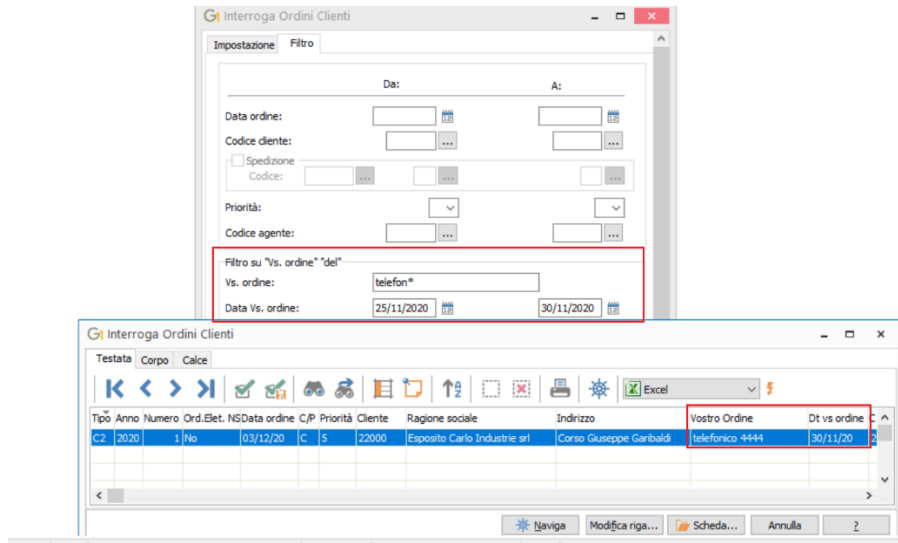 Interroga Ordini Clienti
Impostazione Filtro
Da: A:
Data ordine:
Codice cliente:
Spedizione
Codice:
Priorità:
Codice agente:
Filtro su "Vs. ordine" "del"
Vs. ordine: telefon*
Data Vs. ordine: 25/11/2020 30/11/2020
Interroga Ordini Clienti
Testata Corpo Calce
Excel
Tipo Anno Numero Ord.Elet. NS Data ordine C/P Priorità Cliente Ragione sociale Indirizzo Vostro Ordine Dt vs ordine C
C2 2020 1 No 03/12/20 C 5 22000 Esposito Carlo Industrie srl Corso Giuseppe Garibaldi telefonico 4444 30/11/20 2
Naviga Modifica riga... Scheda... Annulla ?